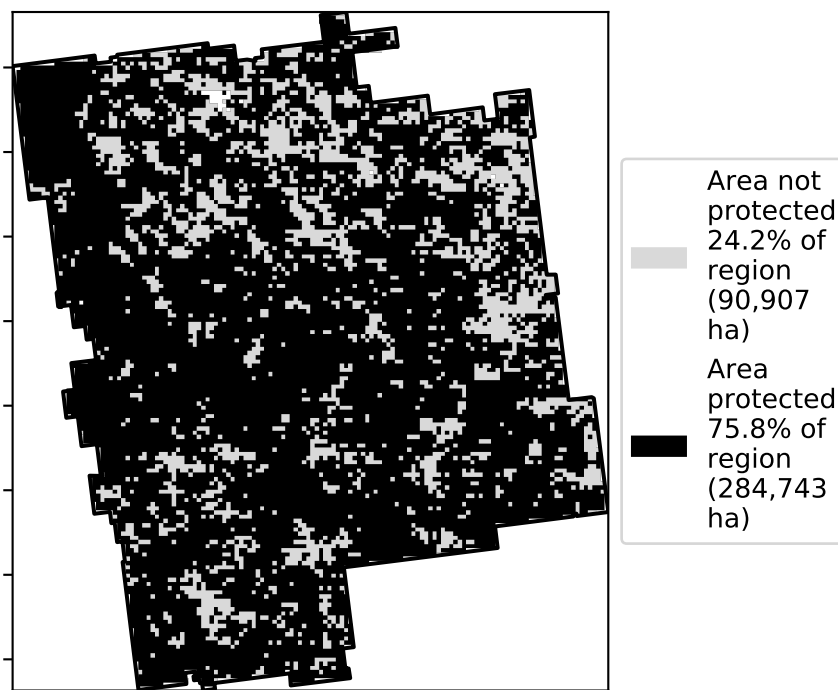 Area not
protected
24.2% of
region
(90,907
ha)
Area
protected
75.8% of
region
(284,743
ha)